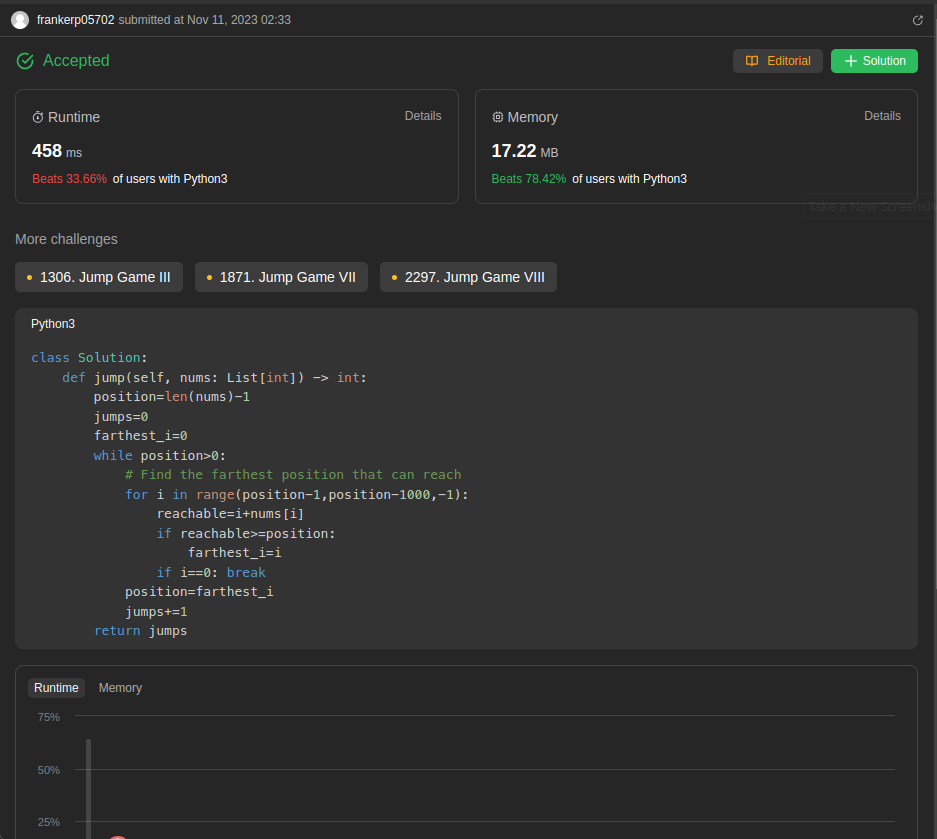 frankerp05702 submitted at Nov 11, 2023 02:33
Accepted
Editorial
Solution
Runtime
Details
458 ms
Beats 33.66% of users with Python3
Memory
Details
17.22 MB
Beats 78.42% of users with Python3
Take a New Screensh
More challenges
1306. Jump Game III
1871. Jump Game VII
2297. Jump Game VIII
Python3
class Solution:
    def jump(self, nums: List[int]) -> int:
        position=len(nums)-1
        jumps=0
        farthest_i=0
        while position>0:
            # Find the farthest position that can reach
            for i in range(position-1,position-1000,-1):
                reachable=i+nums[i]
                if reachable>=position:
                    farthest_i=i
                if i==0: break
            position=farthest_i
            jumps+=1
        return jumps
Runtime
Memory
75%
50%
25%